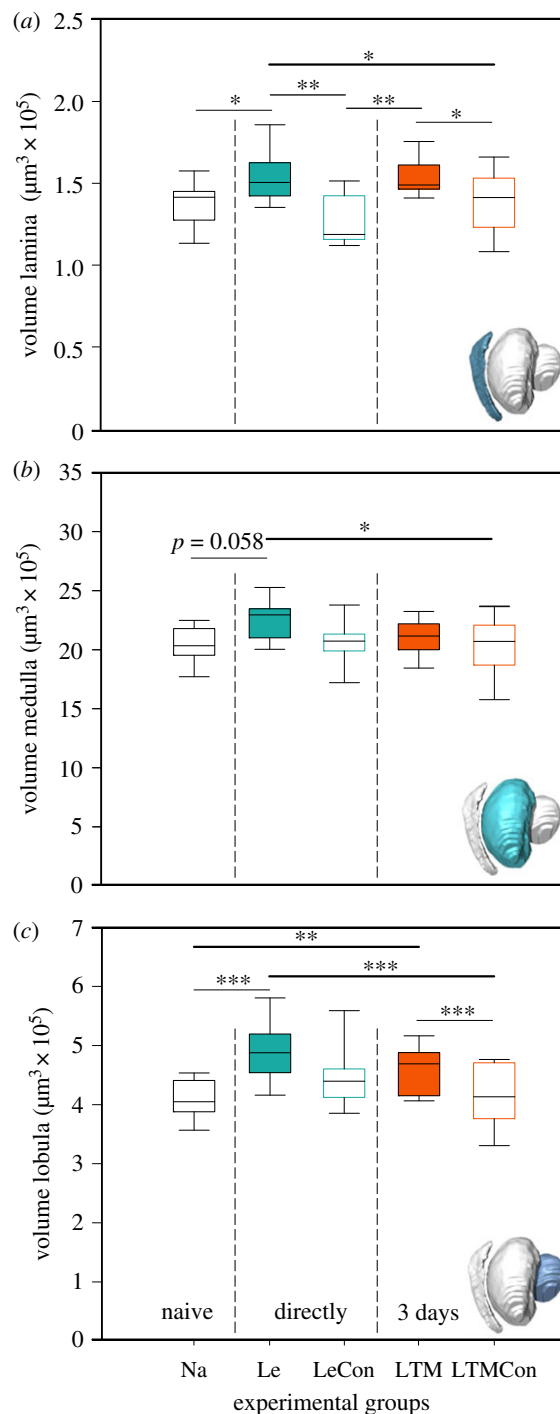 (a)
2.5
2.0
1.5
1.0
0.5
0
volume lamina (µm³ × 10⁵)
* ** ** * *
(b)
35
30
25
20
15
10
5
0
volume medulla (µm³ × 10⁵)
p = 0.058
*
(c)
7
6
5
4
3
2
1
0
volume lobula (µm³ × 10⁵)
**
*** ***
***
naive directly 3 days
Na Le LeCon LTM LTMCon
experimental groups